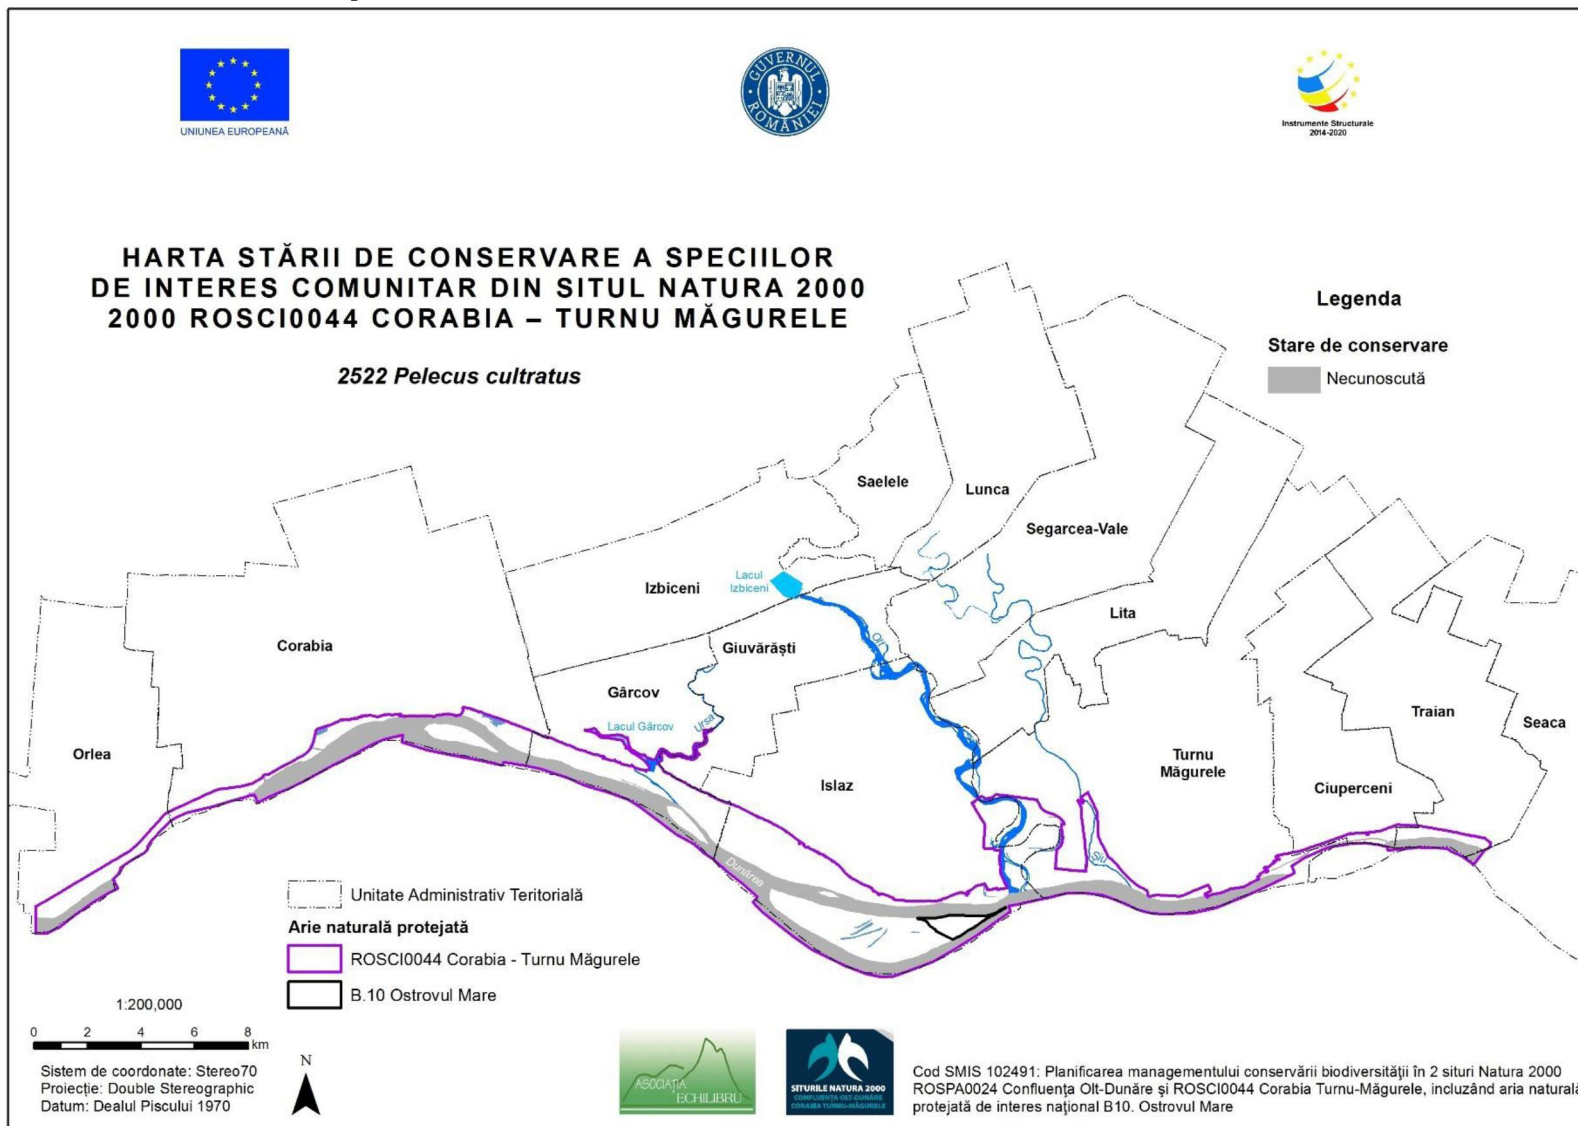 UNIUNEA EUROPEANĂ
GUVERNUL ROMÂNIEI
Instrumente Structurale
2014-2020
HARTA STĂRII DE CONSERVARE A SPECIILOR
DE INTERES COMUNITAR DIN SITUL NATURA 2000
2000 ROSCI0044 CORABIA – TURNU MĂGURELE
2522 Pelecus cultratus
Legenda
Stare de conservare
Necunoscută
Saelele
Lunca
Segarcea-Vale
Lacul
Izbiceni
Izbiceni
Lita
Corabia
Olt
Giuvărăști
Gârcov
Lacul Gârcov
Ursa
Traian
Seaca
Orlea
Turnu
Măgurele
Islaz
Ciuperceni
Siu
Dunărea
Unitate Administrativ Teritorială
Arie naturală protejată
ROSCI0044 Corabia - Turnu Măgurele
B.10 Ostrovul Mare
1:200,000
0 2 4 6 8
km
N
Sistem de coordonate: Stereo70
Proiecție: Double Stereographic
Datum: Dealul Piscului 1970
ASOCIAȚIA
ECHILIBRU
SITURILE NATURA 2000
CONFLUENȚA OLT-DUNĂRE
CORABIA TURNU-MĂGURELE
Cod SMIS 102491: Planificarea managementului conservării biodiversității în 2 situri Natura 2000
ROSPA0024 Confluența Olt-Dunăre și ROSCI0044 Corabia Turnu-Măgurele, incluzând aria naturală
protejată de interes național B10. Ostrovul Mare